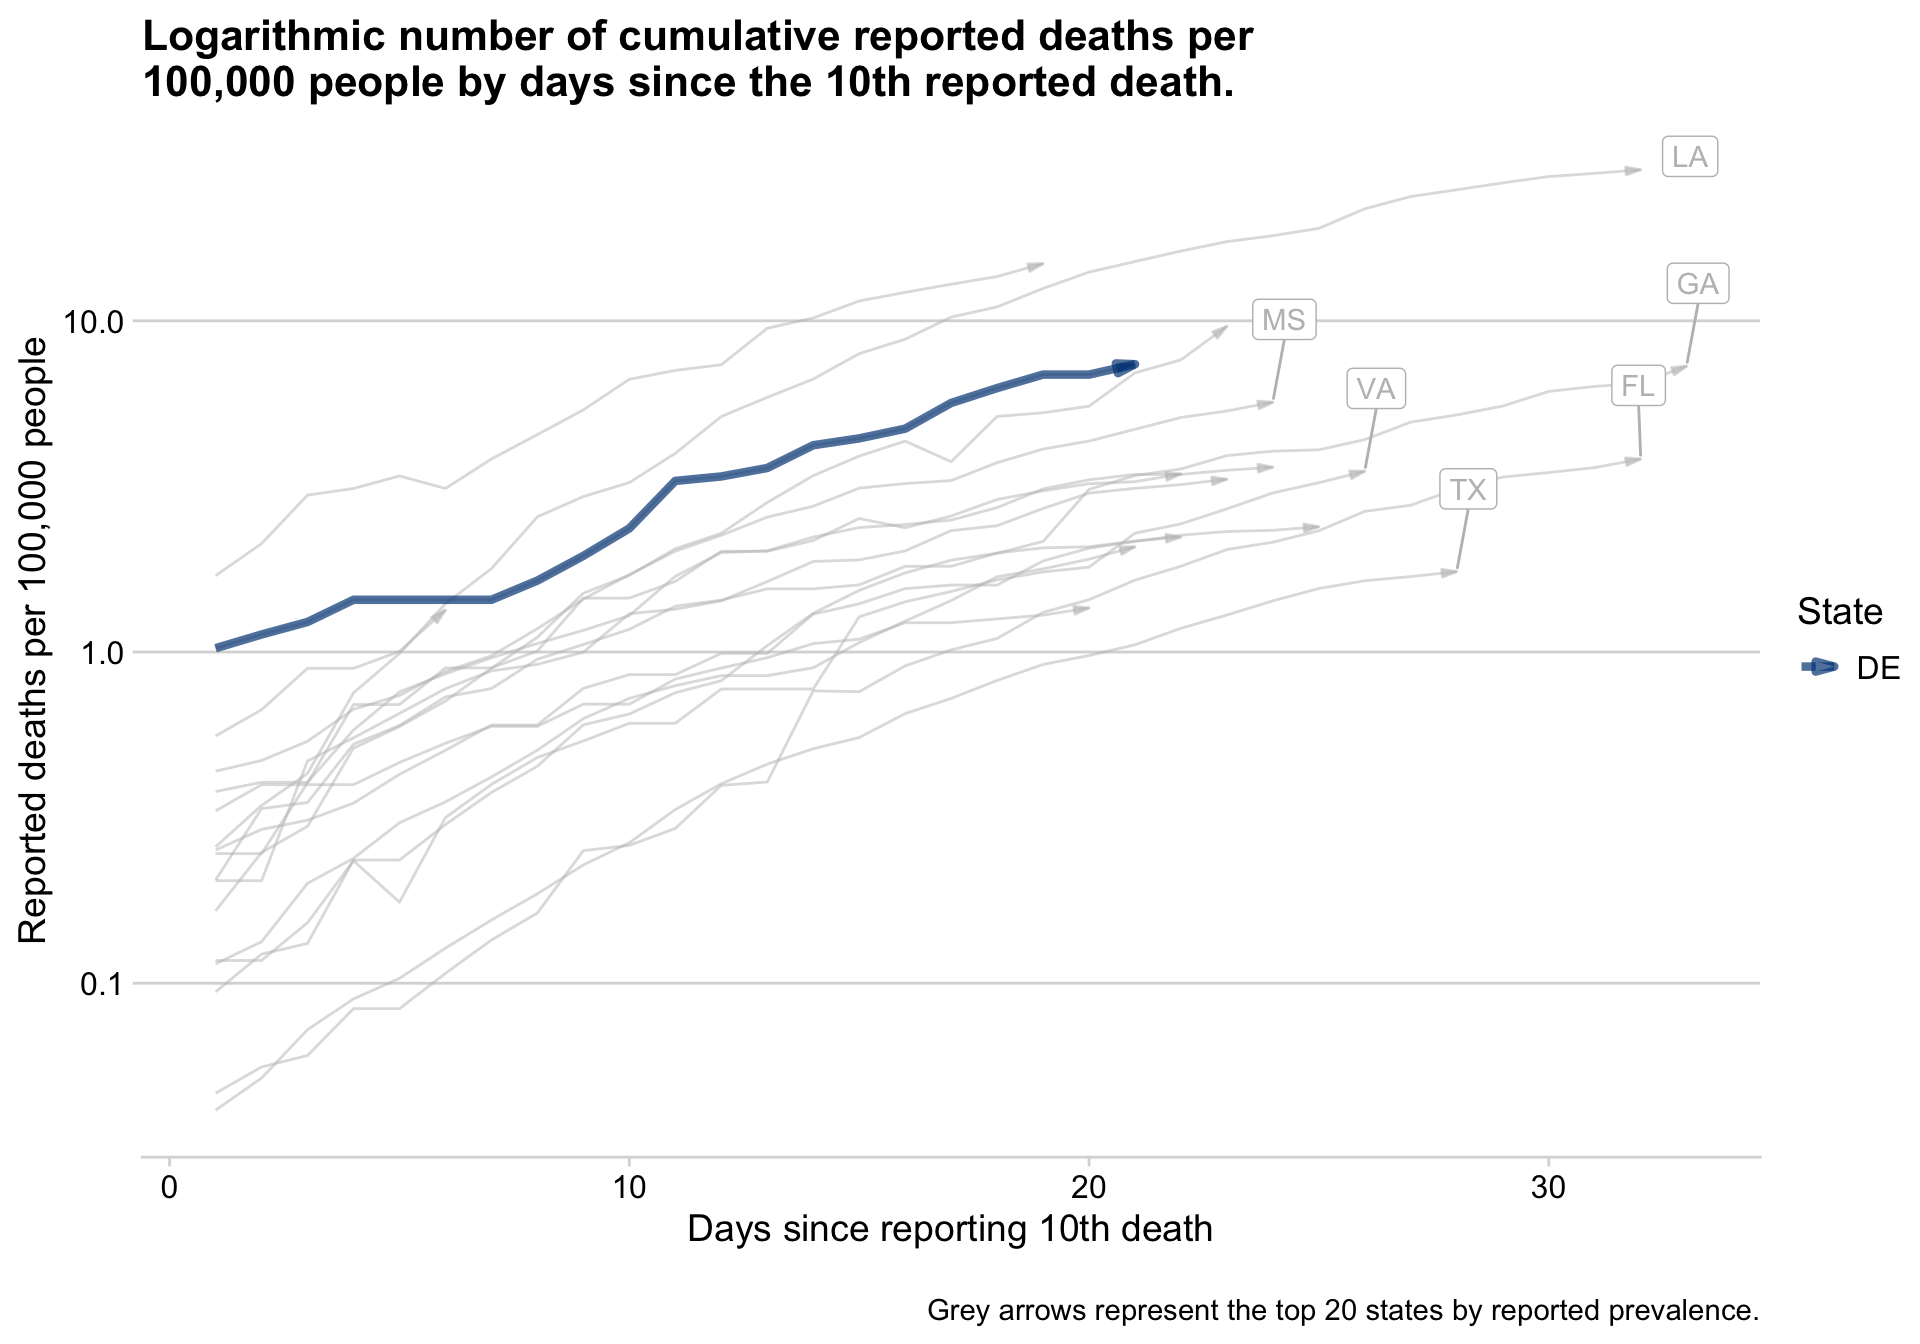 Logarithmic number of cumulative reported deaths per
100,000 people by days since the 10th reported death.
LA
GA
10.0
MS
VA
FL
TX
Reported deaths per 100,000 people
State
1.0
DE
0.1
0
10
20
30
Days since reporting 10th death
Grey arrows represent the top 20 states by reported prevalence.